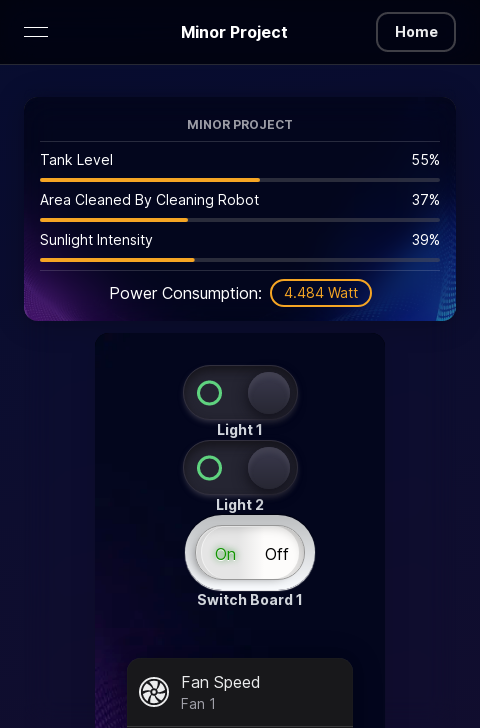 Minor Project
Home
MINOR PROJECT
Tank Level 55%
Area Cleaned By Cleaning Robot 37%
Sunlight Intensity 39%
Power Consumption: 4.484 Watt
Light 1
Light 2
On Off
Switch Board 1
Fan Speed
Fan 1